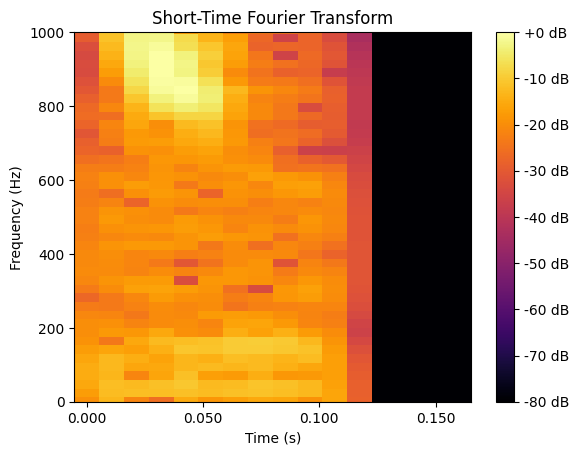 Short-Time Fourier Transform
Frequency (Hz)
1000
800
600
400
200
0
0.000
0.050
0.100
0.150
Time (s)
+0 dB
-10 dB
-20 dB
-30 dB
-40 dB
-50 dB
-60 dB
-70 dB
-80 dB